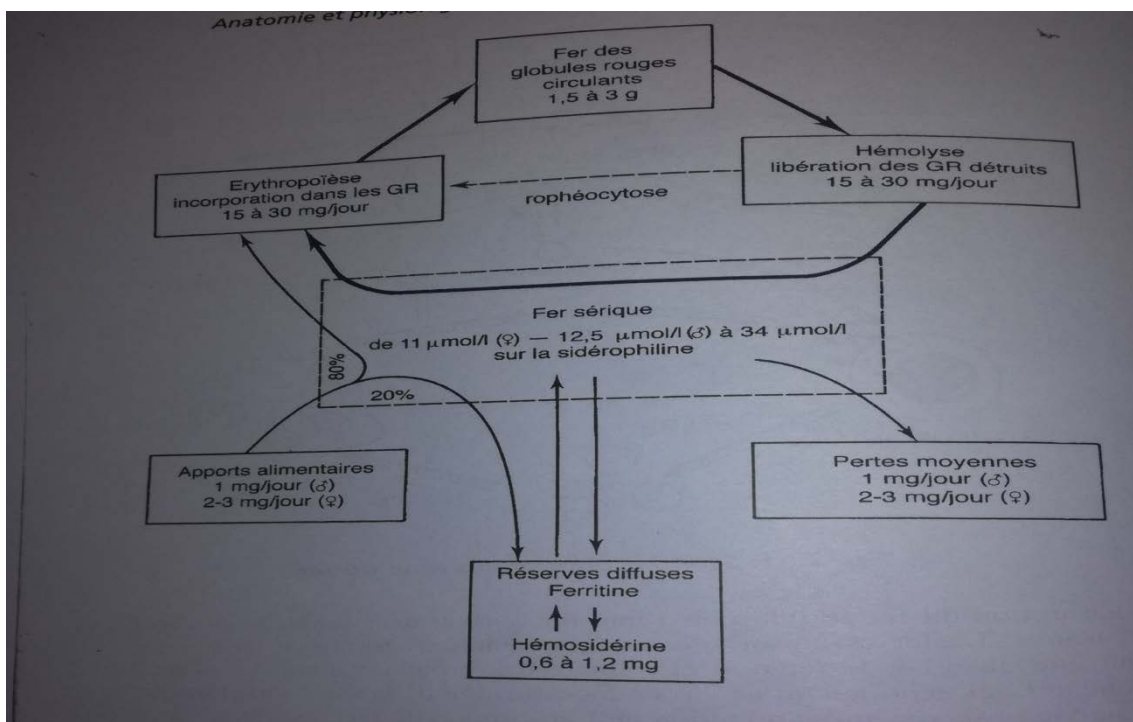 Anatomie et
Fer des
globules rouges
circulants
1,5 à 3 g
Erythropoïèse
incorporation dans les GR
15 à 30 mg/jour
rophéocytose
Hémolyse
libération des GR détruits
15 à 30 mg/jour
Fer sérique
de 11 μmol/l (♀) — 12,5 μmol/l (♂) à 34 μmol/l
sur la sidérophiline
80%
20%
Apports alimentaires
1 mg/jour (♂)
2-3 mg/jour (♀)
Pertes moyennes
1 mg/jour (♂)
2-3 mg/jour (♀)
Réserves diffuses
Ferritine
Hémosidérine
0,6 à 1,2 mg